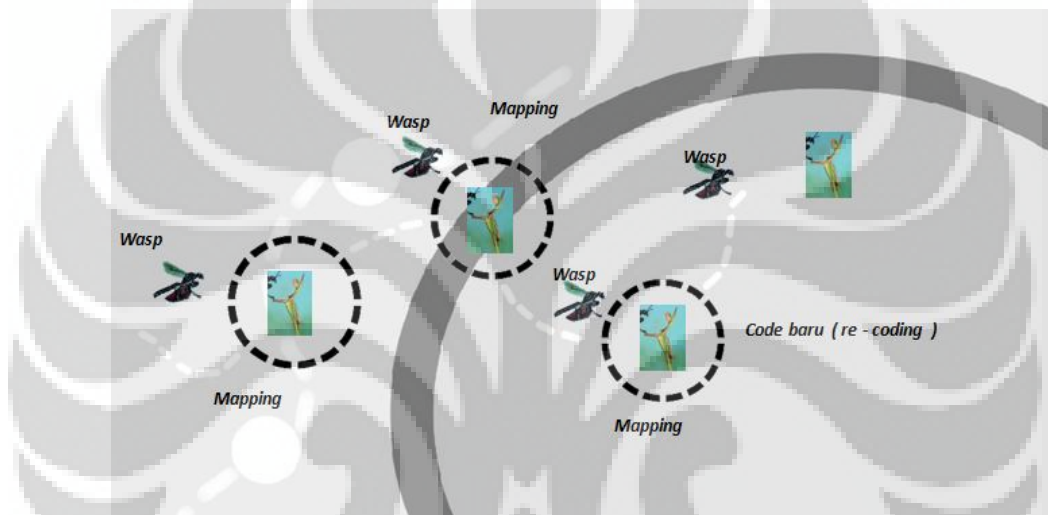 Mapping
Wasp
Wasp
Wasp
Wasp
Code baru ( re - coding )
Mapping
Mapping